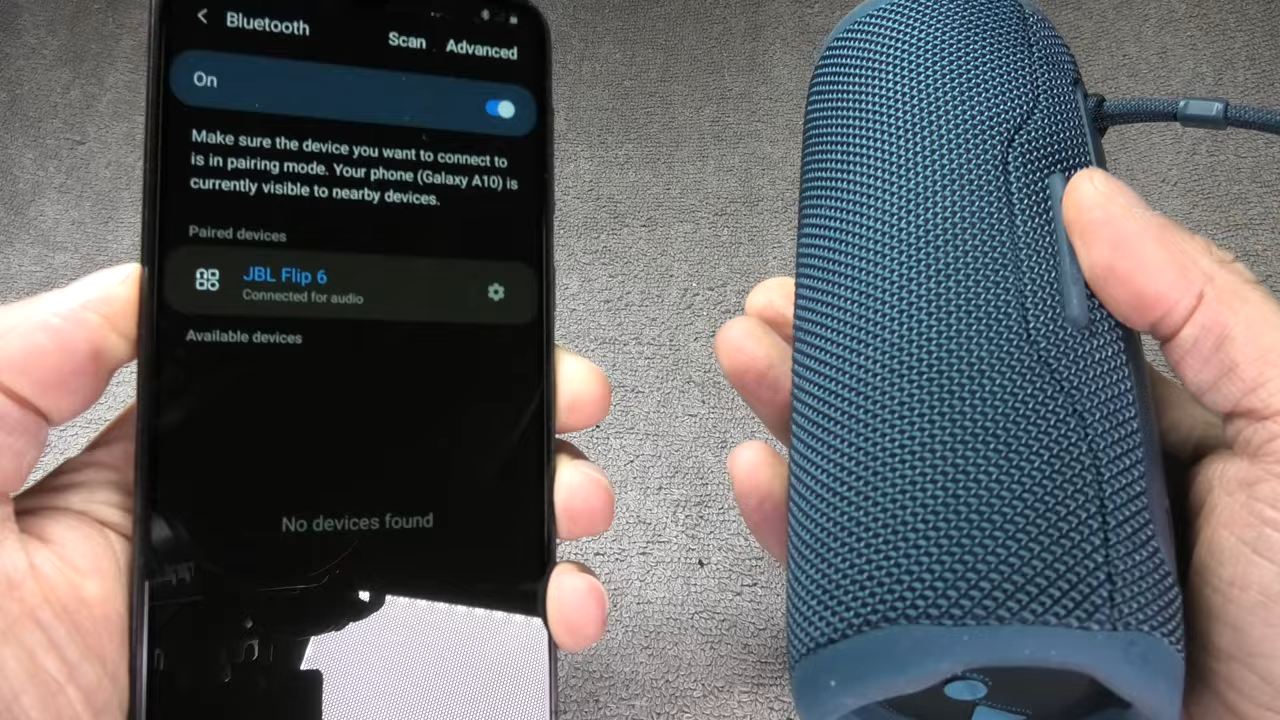 Bluetooth
Scan
Advanced
On
Make sure the device you want to connect to
is in pairing mode. Your phone (Galaxy A10) is
currently visible to nearby devices.
Paired devices
JBL Flip 6
Connected for audio
Available devices
No devices found